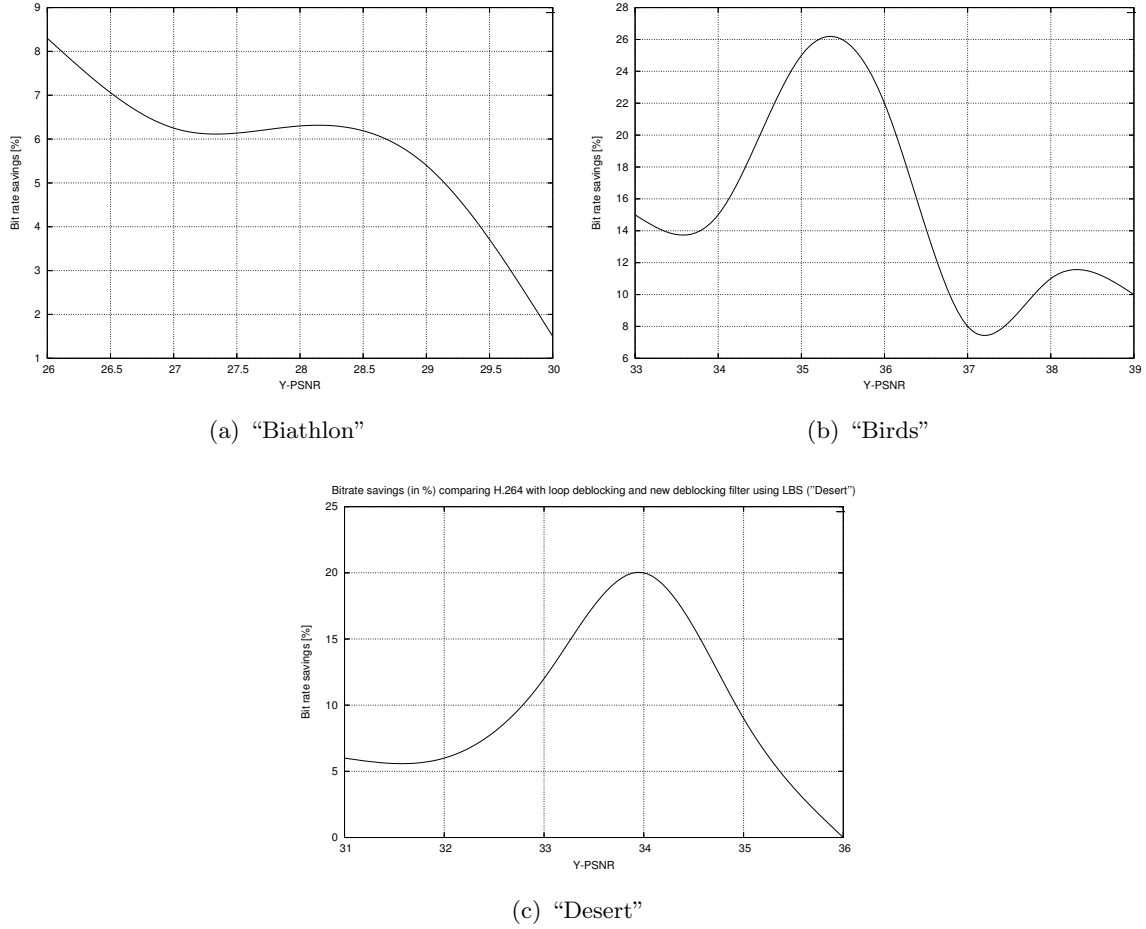 9
8
7
6
5
4
3
2
1
26 26.5 27 27.5 28 28.5 29 29.5 30
Bit rate savings [%]
Y-PSNR
(a) “Biathlon”
28
26
24
22
20
18
16
14
12
10
8
6
33 34 35 36 37 38 39
Bit rate savings [%]
Y-PSNR
(b) “Birds”
Bitrate savings (in %) comparing H.264 with loop deblocking and new deblocking filter using LBS ("Desert")
25
20
15
10
5
0
31 32 33 34 35 36
Bit rate savings [%]
Y-PSNR
(c) “Desert”